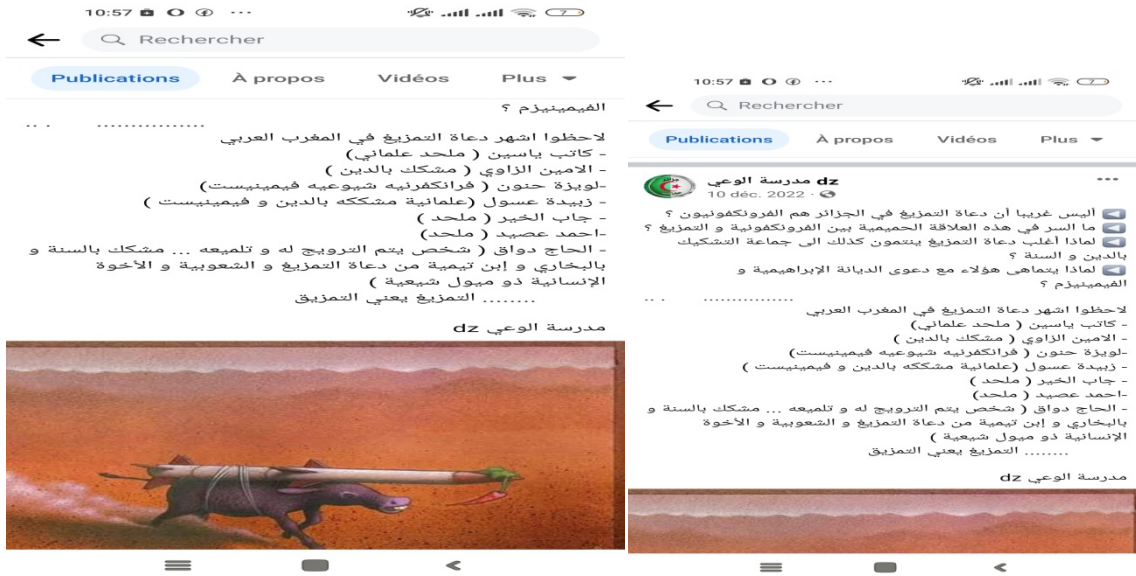 10:57
Rechercher
Publications À propos Vidéos Plus
الفيمينيزم ؟
.. . ...............
لاحظوا اشهر دعاة التمزيغ في المغرب العربي
- كاتب ياسين ( ملحد علماني)
- الامين الزاوي ( مشكك بالدين )
-لويزة حنون ( فرانكفرنيه شيوعيه فيمينيست)
- زبيدة عسول (علمانية مشككه بالدين و فيمينيست )
- جاب الخير ( ملحد )
-احمد عصيد ( ملحد)
- الحاج دواق ( شخص يتم الترويج له و تلميعه ... مشكك بالسنة و
بالبخاري و إبن تيمية من دعاة التمزيغ و الشعوبية و الأخوة
الإنسانية ذو ميول شيعية )
........ التمزيغ يعني التمزيق
مدرسة الوعي dz
10:57
Rechercher
Publications À propos Vidéos Plus
dz مدرسة الوعي
10 déc. 2022
أليس غريبا أن دعاة التمزيغ في الجزائر هم الفرونكفونيون ؟
ما السر في هذه العلاقة الحميمية بين الفرونكفونية و التمزيغ ؟
لماذا أغلب دعاة التمزيغ ينتمون كذلك الى جماعة التشكيك
بالدين و السنة ؟
لماذا يتماهى هؤلاء مع دعوى الديانة الإبراهيمية و
الفيمينيزم ؟
.. . ...............
لاحظوا اشهر دعاة التمزيغ في المغرب العربي
- كاتب ياسين ( ملحد علماني)
- الامين الزاوي ( مشكك بالدين )
-لويزة حنون ( فرانكفرنيه شيوعيه فيمينيست)
- زبيدة عسول (علمانية مشككه بالدين و فيمينيست )
- جاب الخير ( ملحد )
-احمد عصيد ( ملحد)
- الحاج دواق ( شخص يتم الترويج له و تلميعه ... مشكك بالسنة و
بالبخاري و إبن تيمية من دعاة التمزيغ و الشعوبية و الأخوة
الإنسانية ذو ميول شيعية )
........ التمزيغ يعني التمزيق
مدرسة الوعي dz